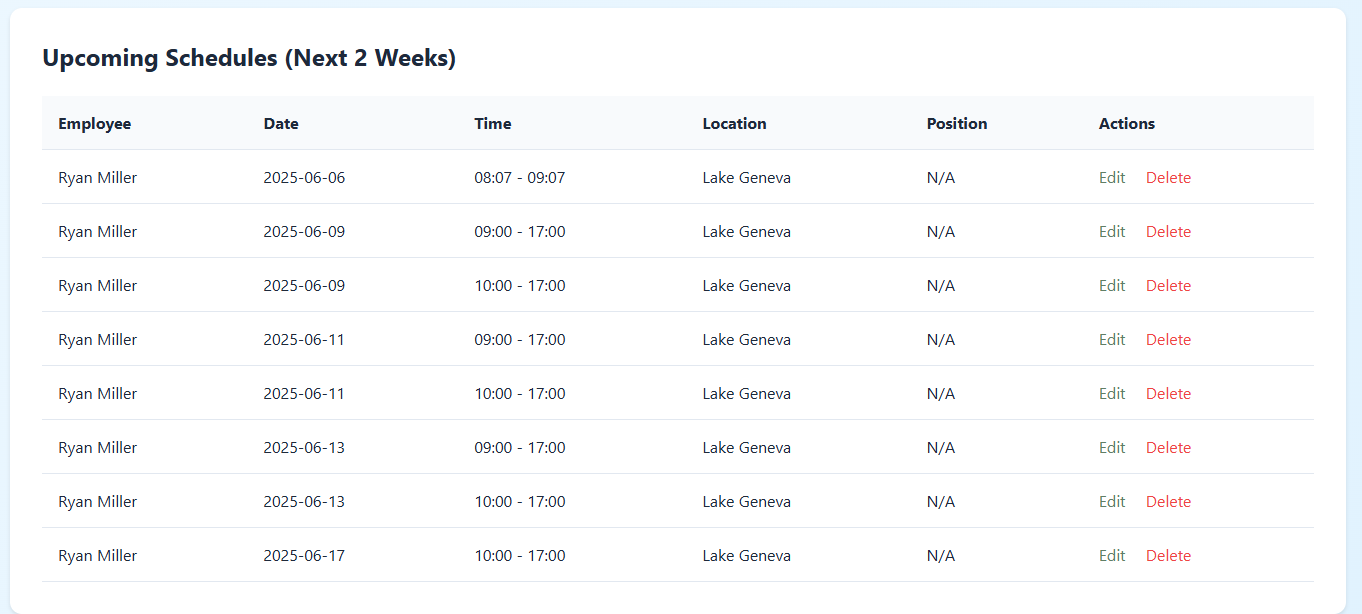 Upcoming Schedules (Next 2 Weeks)
Employee Date Time Location Position Actions
Ryan Miller 2025-06-06 08:07 - 09:07 Lake Geneva N/A Edit Delete
Ryan Miller 2025-06-09 09:00 - 17:00 Lake Geneva N/A Edit Delete
Ryan Miller 2025-06-09 10:00 - 17:00 Lake Geneva N/A Edit Delete
Ryan Miller 2025-06-11 09:00 - 17:00 Lake Geneva N/A Edit Delete
Ryan Miller 2025-06-11 10:00 - 17:00 Lake Geneva N/A Edit Delete
Ryan Miller 2025-06-13 09:00 - 17:00 Lake Geneva N/A Edit Delete
Ryan Miller 2025-06-13 10:00 - 17:00 Lake Geneva N/A Edit Delete
Ryan Miller 2025-06-17 10:00 - 17:00 Lake Geneva N/A Edit Delete